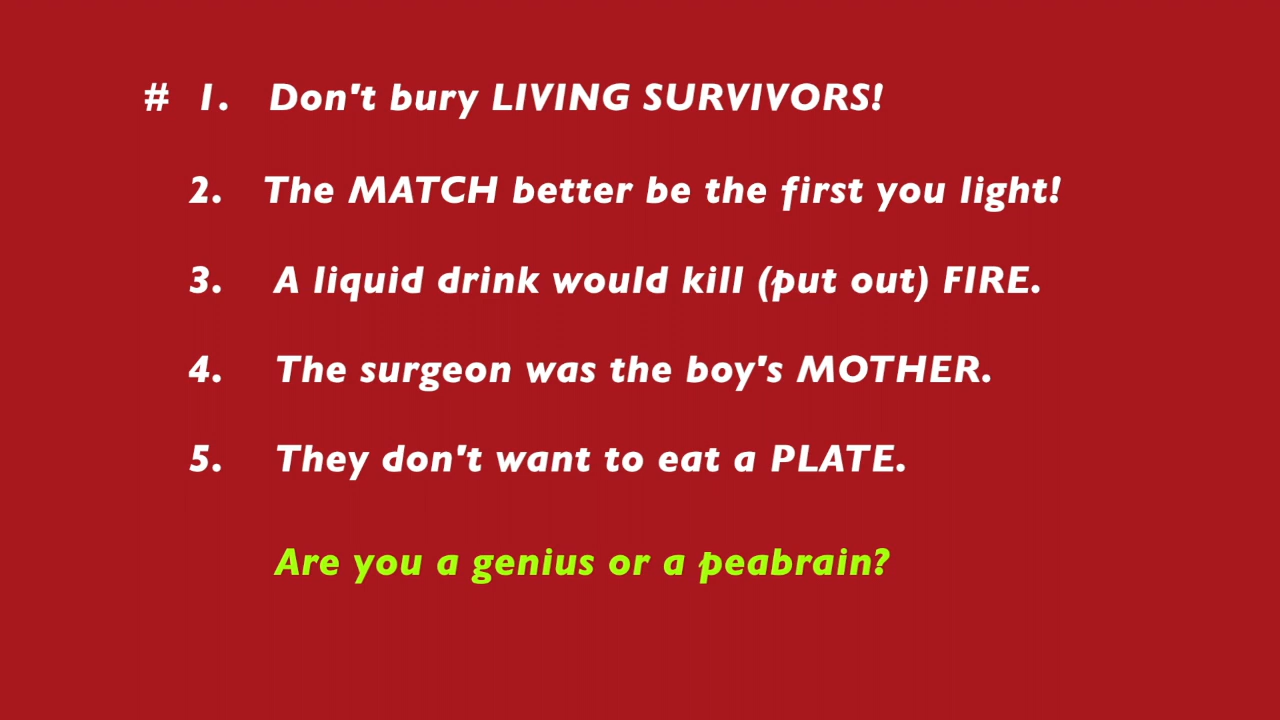 # 1. Don't bury LIVING SURVIVORS!
2. The MATCH better be the first you light!
3. A liquid drink would kill (put out) FIRE.
4. The surgeon was the boy's MOTHER.
5. They don't want to eat a PLATE.
Are you a genius or a peabrain?